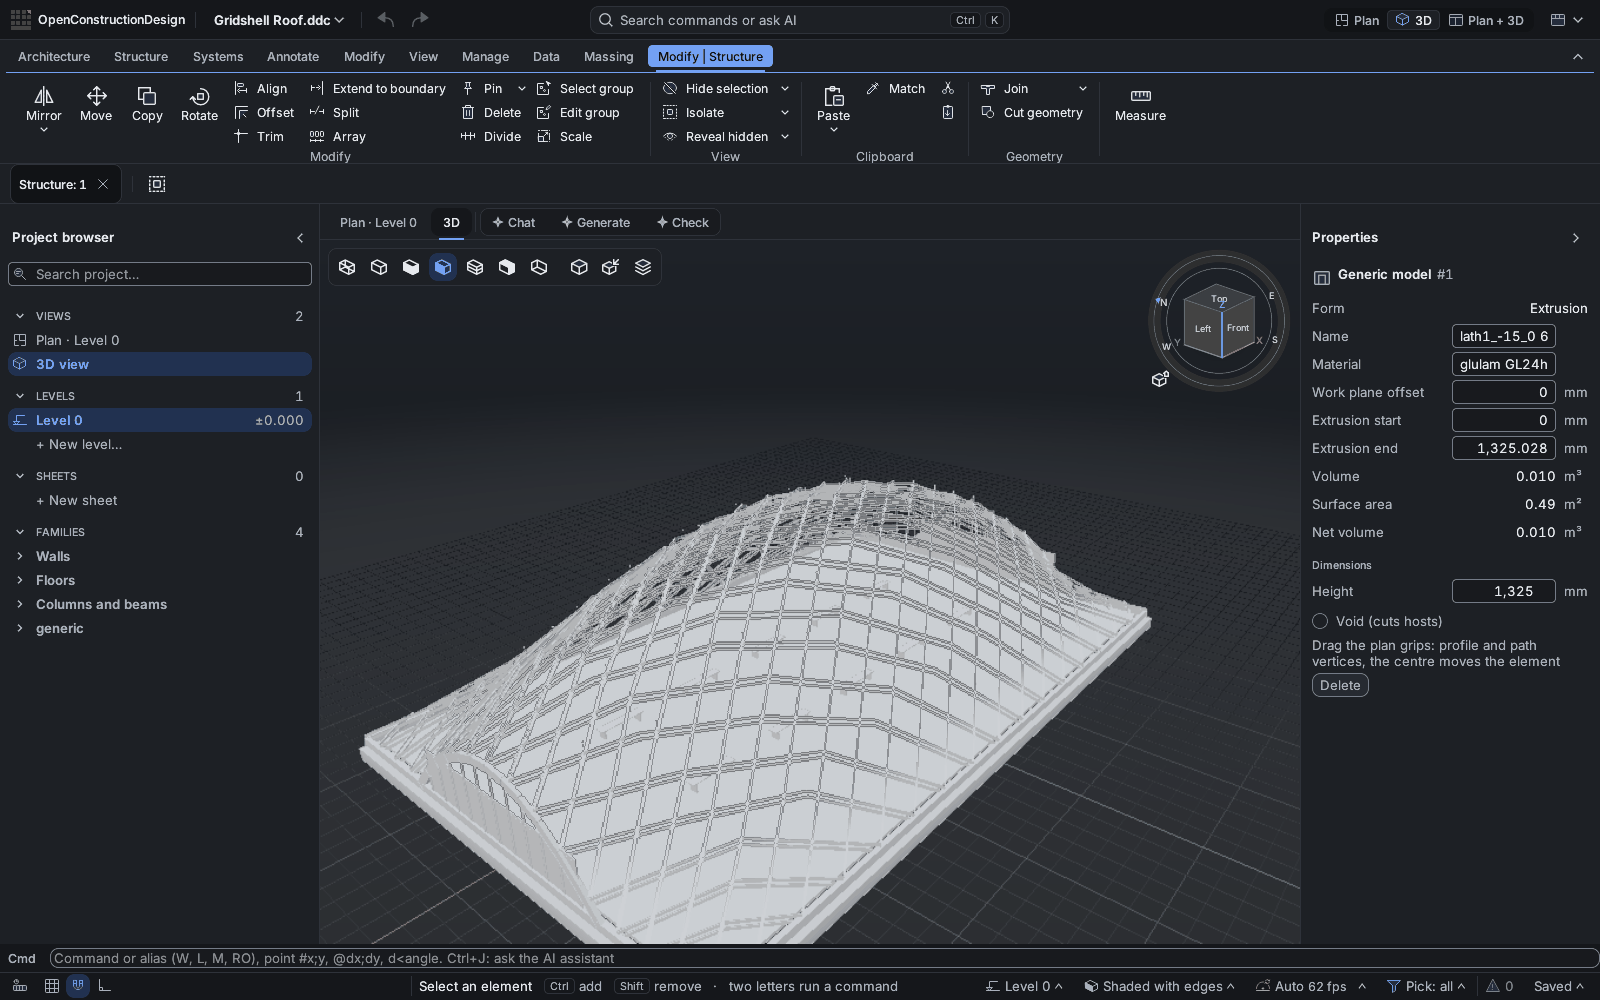 OpenConstructionDesign
Gridshell Roof.ddc
Search commands or ask AI
Ctrl
K
Plan
3D
Plan + 3D
Architecture
Structure
Systems
Annotate
Modify
View
Manage
Data
Massing
Modify | Structure
Mirror
Move
Copy
Rotate
Align
Offset
Trim
Extend to boundary
Split
Array
Pin
Delete
Divide
Select group
Edit group
Scale
Modify
Hide selection
Isolate
Reveal hidden
View
Paste
Match
Clipboard
Join
Cut geometry
Geometry
Measure
Structure: 1
Project browser
Search project...
VIEWS 2
Plan · Level 0
3D view
LEVELS 1
Level 0 ±0.000
+ New level...
SHEETS 0
+ New sheet
FAMILIES 4
Walls
Floors
Columns and beams
generic
Plan · Level 0
3D
Chat
Generate
Check
N
E
S
W
Top
Left
Front
Z
Y
X
Properties
Generic model #1
Form Extrusion
Name lath1_-15_0 6
Material glulam GL24h
Work plane offset 0 mm
Extrusion start 0 mm
Extrusion end 1,325.028 mm
Volume 0.010 m³
Surface area 0.49 m²
Net volume 0.010 m³
Dimensions
Height 1,325 mm
Void (cuts hosts)
Drag the plan grips: profile and path
vertices, the centre moves the element
Delete
Cmd
Command or alias (W, L, M, RO), point #x;y, @dx;dy, d<angle. Ctrl+J: ask the AI assistant
Select an element Ctrl add Shift remove · two letters run a command
Level 0
Shaded with edges
Auto 62 fps
Pick: all
0
Saved